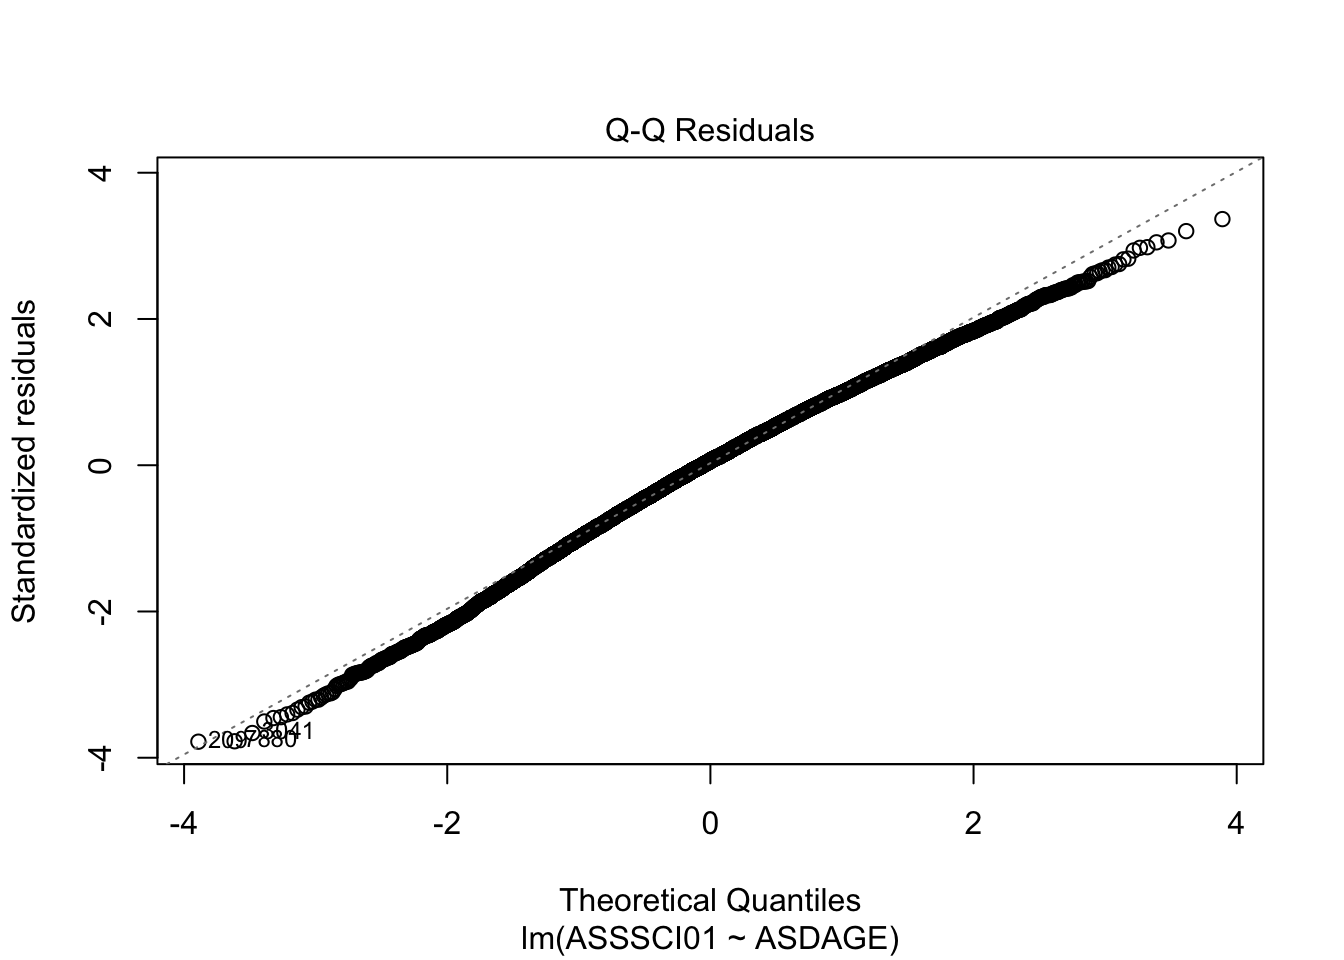 Q-Q Residuals
Standardized residuals
4
2
0
-2
-4
-4
-2
0
2
4
Theoretical Quantiles
lm(ASSSCI01 ~ ASDAGE)